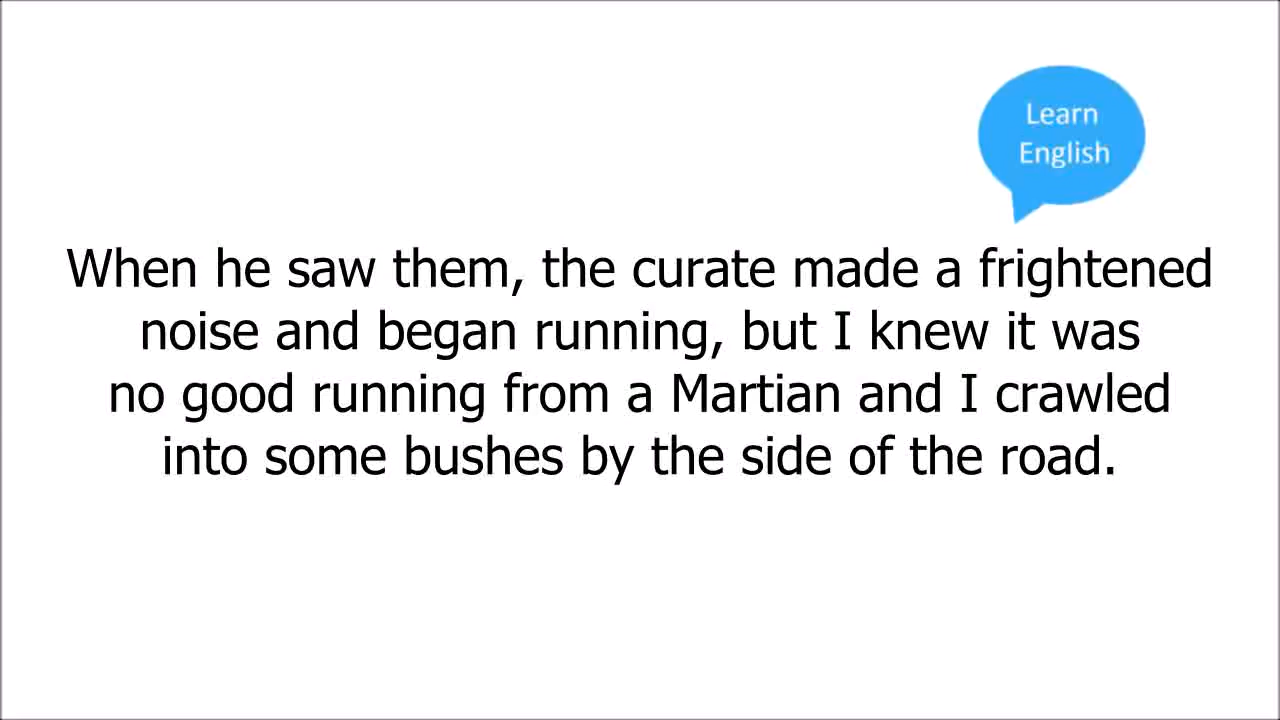 Learn
English
When he saw them, the curate made a frightened
noise and began running, but I knew it was
no good running from a Martian and I crawled
into some bushes by the side of the road.